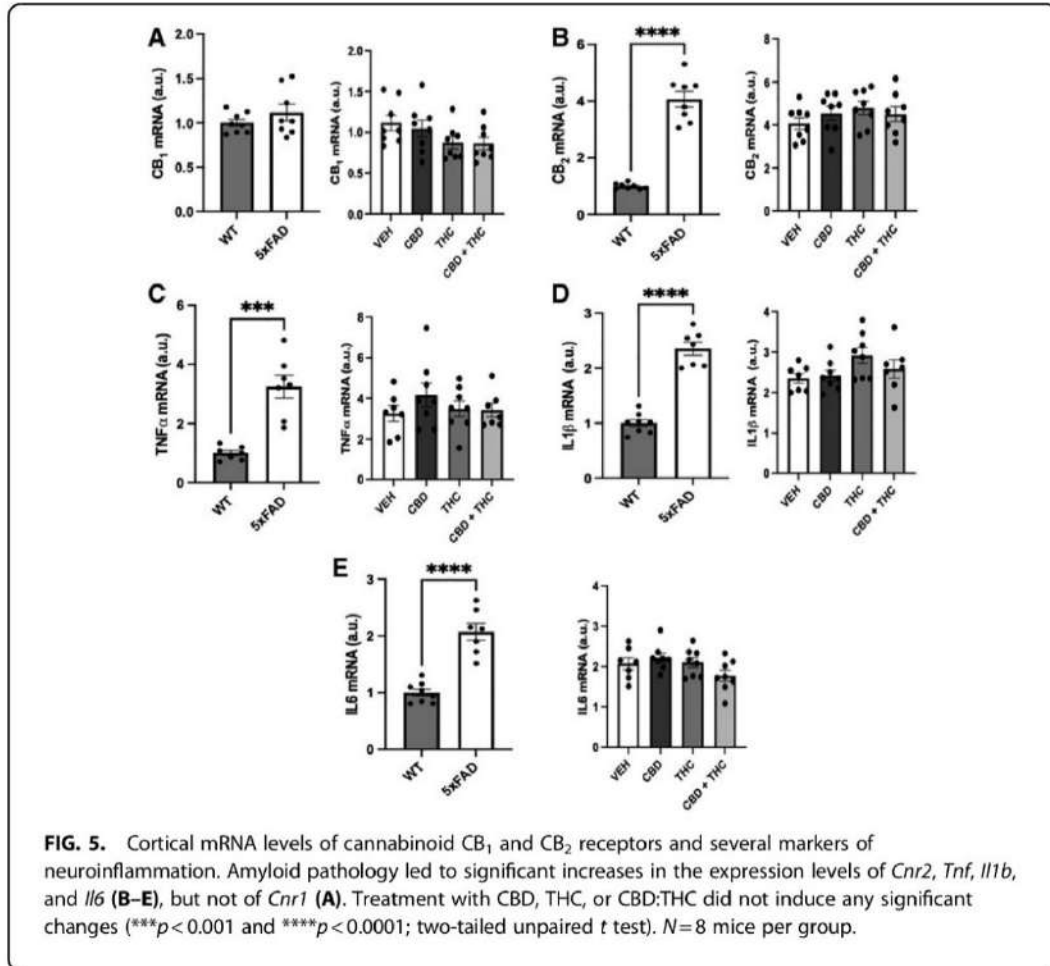 A
CB1 mRNA (a.u.)
2.0
1.5
1.0
0.5
0.0
WT
5xFAD
CB1 mRNA (a.u.)
2.0
1.5
1.0
0.5
0.0
VEH
CBD
THC
CBD + THC
B
****
CB2 mRNA (a.u.)
6
4
2
0
WT
5xFAD
CB2 mRNA (a.u.)
8
6
4
2
0
VEH
CBD
THC
CBD + THC
C
***
TNFα mRNA (a.u.)
6
4
2
0
WT
5xFAD
TNFα mRNA (a.u.)
8
6
4
2
0
VEH
CBD
THC
CBD + THC
D
****
IL1β mRNA (a.u.)
3
2
1
0
WT
5xFAD
IL1β mRNA (a.u.)
4
3
2
1
0
VEH
CBD
THC
CBD + THC
E
****
IL6 mRNA (a.u.)
3
2
1
0
WT
5xFAD
IL6 mRNA (a.u.)
4
3
2
1
0
VEH
CBD
THC
CBD + THC
FIG. 5. Cortical mRNA levels of cannabinoid CB1 and CB2 receptors and several markers of
neuroinflammation. Amyloid pathology led to significant increases in the expression levels of Cnr2, Tnf, Il1b,
and Il6 (B–E), but not of Cnr1 (A). Treatment with CBD, THC, or CBD:THC did not induce any significant
changes (***p < 0.001 and ****p < 0.0001; two-tailed unpaired t test). N = 8 mice per group.